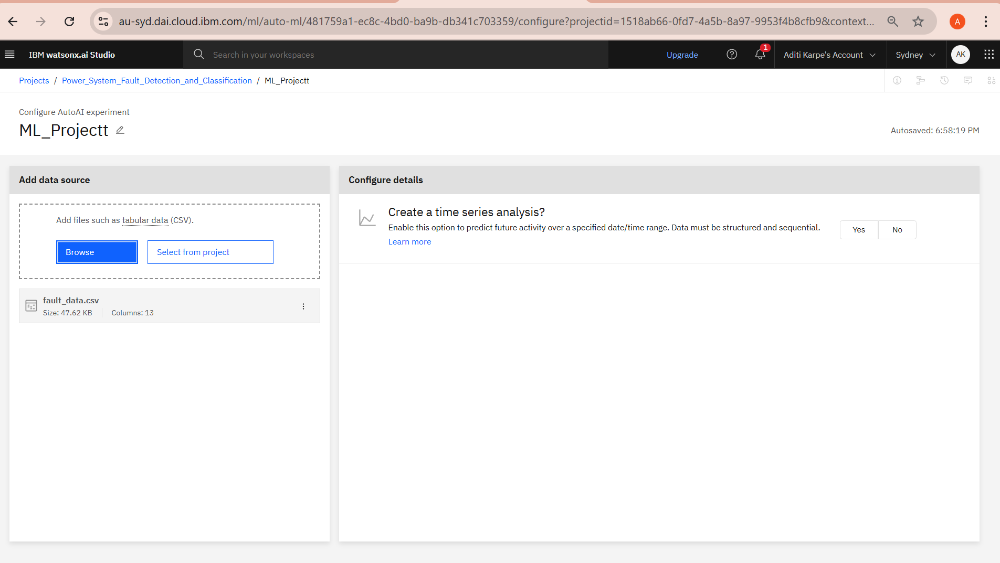 au-syd.dai.cloud.ibm.com/ml/auto-ml/481759a1-ec8c-4bd0-ba9b-db341c703359/configure?projectid=1518ab66-0fd7-4a5b-8a97-9953f4b8cfb9&context...
A
IBM watsonx.ai Studio
Search in your workspaces
Upgrade
1
Aditi Karpe's Account
Sydney
AK
Projects / Power_System_Fault_Detection_and_Classification / ML_Projectt
Configure AutoAI experiment
ML_Projectt
Autosaved: 6:58:19 PM
Add data source
Add files such as tabular data (CSV).
Browse
Select from project
fault_data.csv
Size: 47.62 KB
Columns: 13
Configure details
Create a time series analysis?
Enable this option to predict future activity over a specified date/time range. Data must be structured and sequential.
Learn more
Yes
No